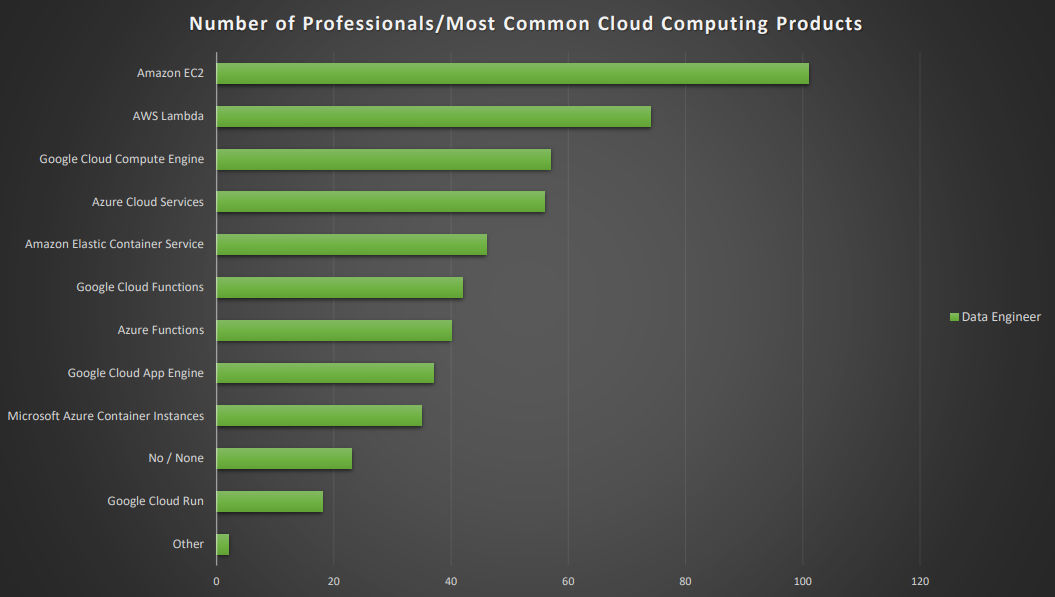 Number of Professionals/Most Common Cloud Computing Products
Amazon EC2
AWS Lambda
Google Cloud Compute Engine
Azure Cloud Services
Amazon Elastic Container Service
Google Cloud Functions
Azure Functions
Google Cloud App Engine
Microsoft Azure Container Instances
No / None
Google Cloud Run
Other
0 20 40 60 80 100 120
Data Engineer